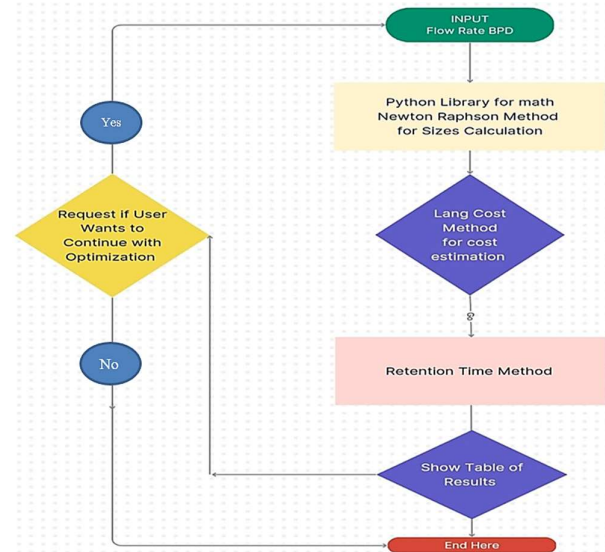 INPUT
Flow Rate BPD
Python Library for math
Newton Raphson Method
for Sizes Calculation
Yes
Request if User
Wants to
Continue with
Optimization
Lang Cost
Method
for cost
estimation
Go
No
Retention Time Method
Show Table of
Results
End Here